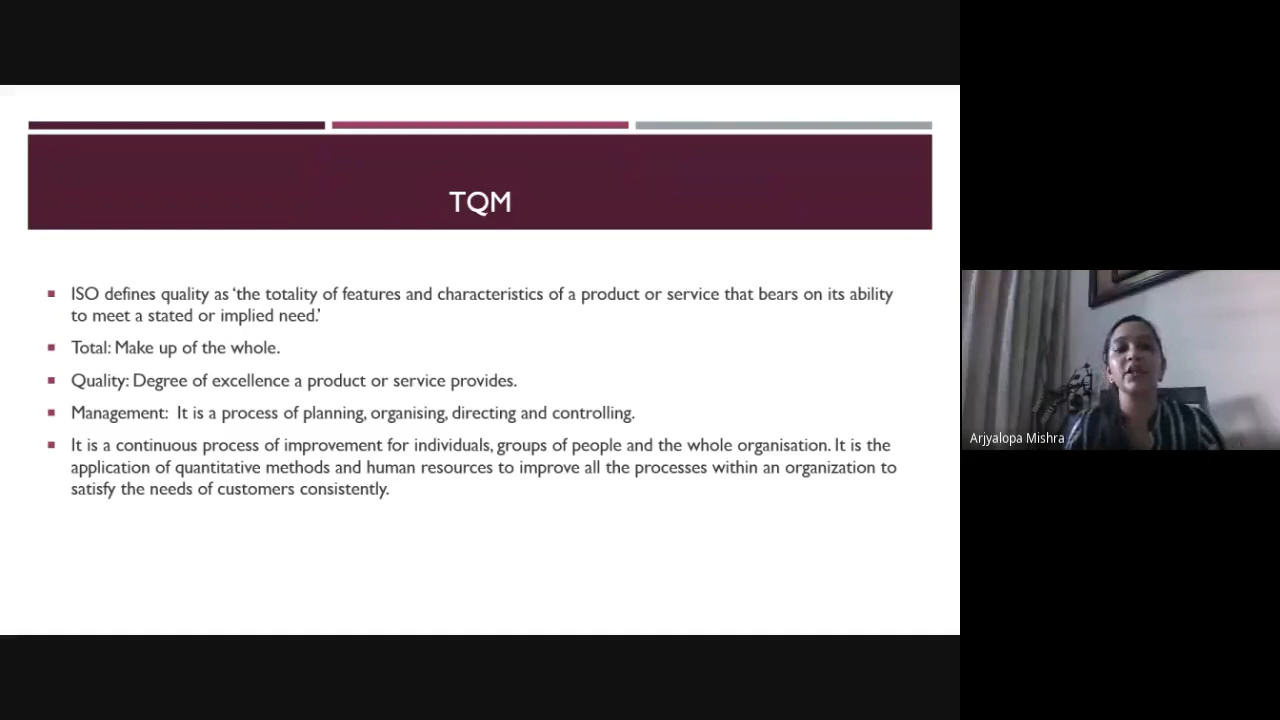 TQM
ISO defines quality as ‘the totality of features and characteristics of a product or service that bears on its ability
to meet a stated or implied need.’
Total: Make up of the whole.
Quality: Degree of excellence a product or service provides.
Management:  It is a process of planning, organising, directing and controlling.
It is a continuous process of improvement for individuals, groups of people and the whole organisation. It is the
application of quantitative methods and human resources to improve all the processes within an organization to
satisfy the needs of customers consistently.
Arjyalopa Mishra